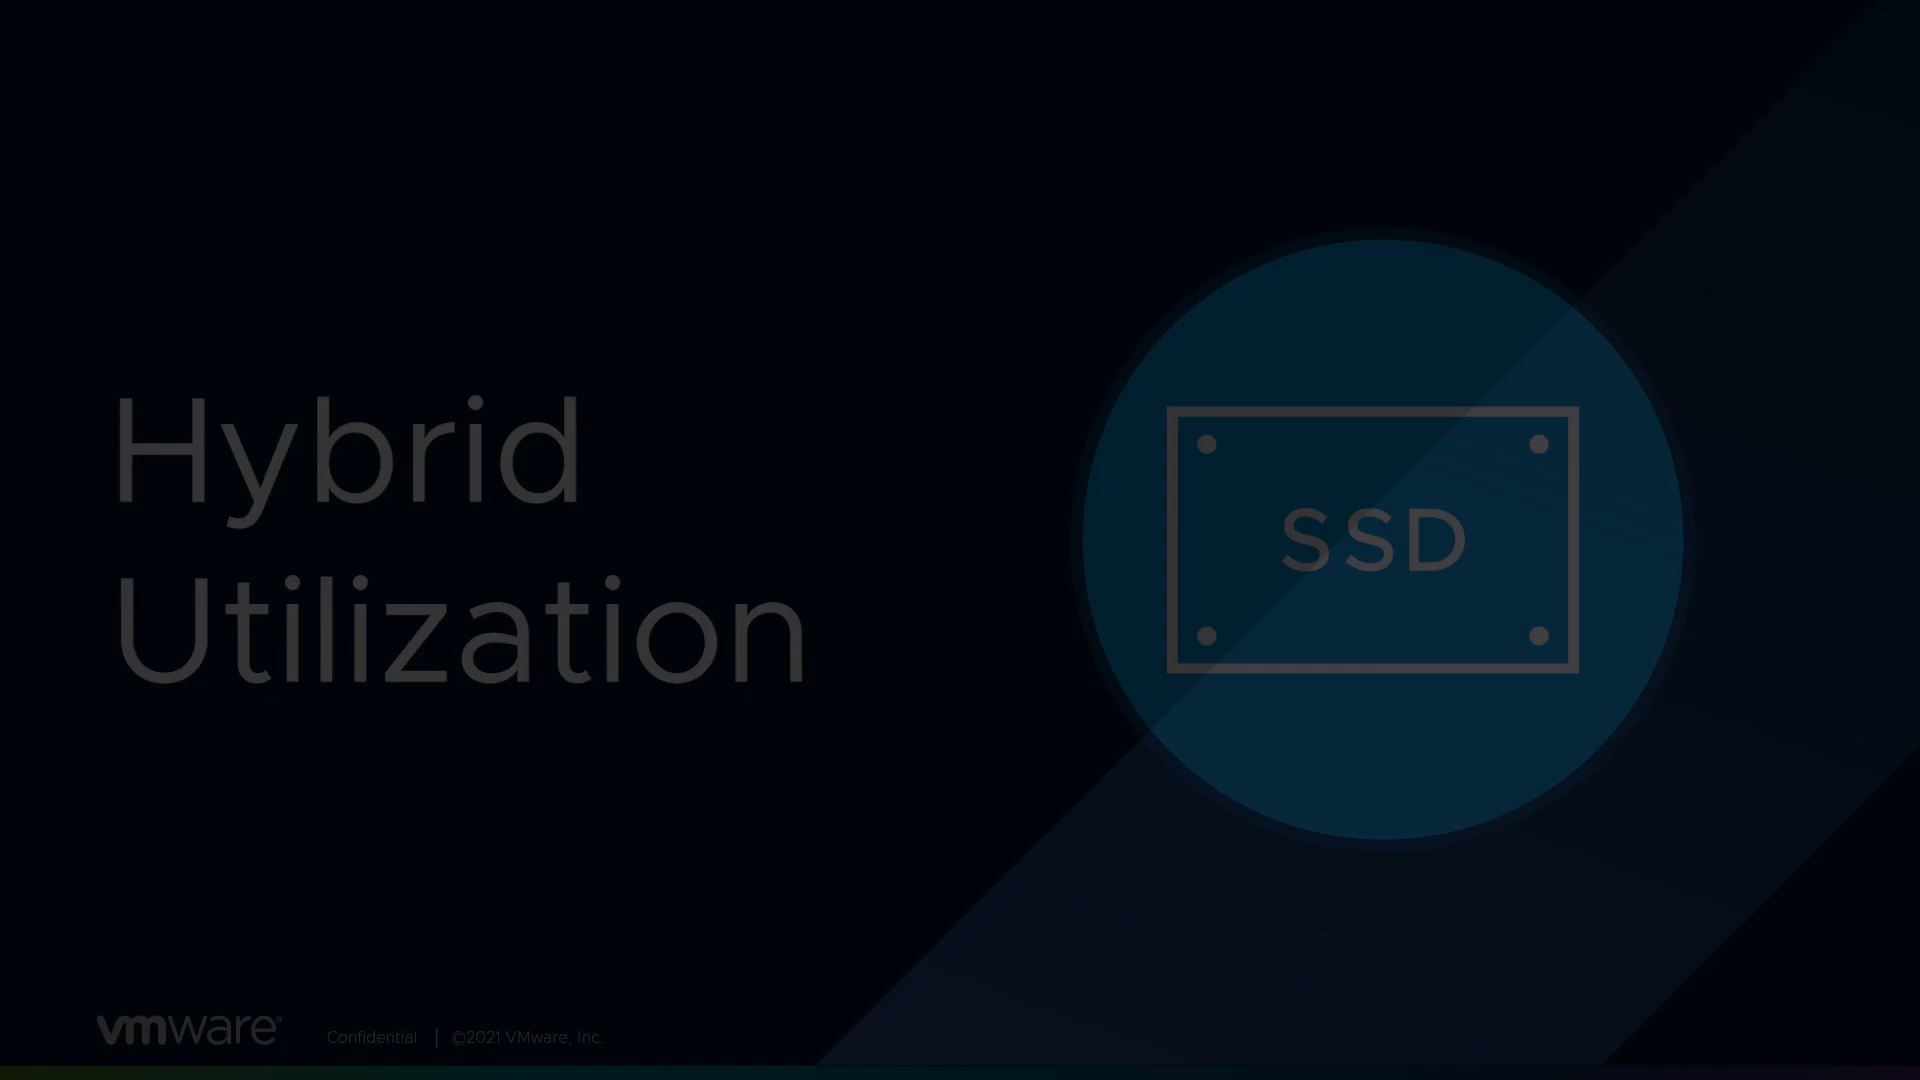 Hybrid
Utilization
SSD
vmware®
Confidential | ©2021 VMware, Inc.